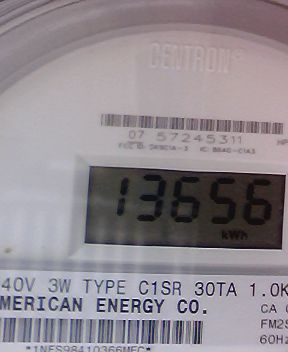 CENTRON®
07 57245311
13656
kWh
40V 3W TYPE C1SR 30TA 1.0K
MERICAN ENERGY CO.
CA
FM2S
60Hz